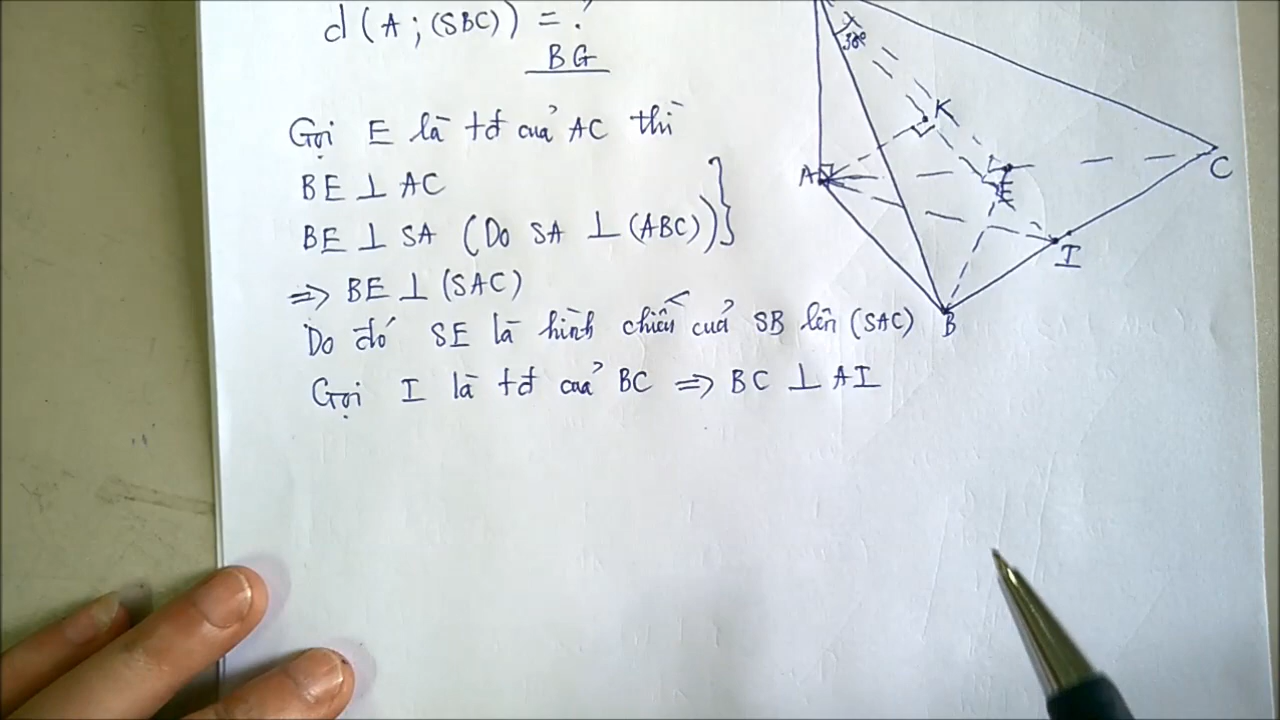 d(A;(SBC)) = ?
BG
Gọi E là tđ của AC thì
BE ⊥ AC
BE ⊥ SA (Do SA ⊥ (ABC))}
=> BE ⊥ (SAC)
Do đó SE là hình chiếu của SB lên (SAC)
Gọi I là tđ của BC => BC ⊥ AI
30°
K
A
E
C
I
B